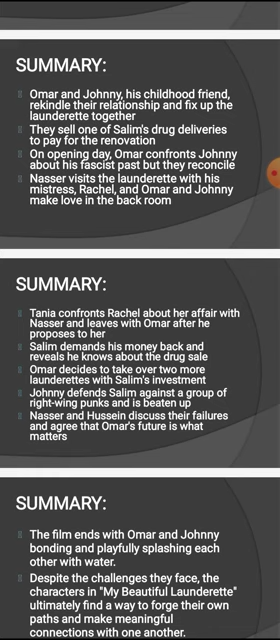 SUMMARY:
Omar and Johnny, his childhood friend,
rekindle their relationship and fix up the
launderette together
They sell one of Salim's drug deliveries
to pay for the renovation
On opening day, Omar confronts Johnny
about his fascist past but they reconcile
Nasser visits the launderette with his
mistress, Rachel, and Omar and Johnny
make love in the back room
SUMMARY:
Tania confronts Rachel about her affair with
Nasser and leaves with Omar after he
proposes to her
Salim demands his money back and
reveals he knows about the drug sale
Omar decides to take over two more
launderettes with Salim's investment
Johnny defends Salim against a group of
right-wing punks and is beaten up
Nasser and Hussein discuss their failures
and agree that Omar's future is what
matters
SUMMARY:
The film ends with Omar and Johnny
bonding and playfully splashing each
other with water.
Despite the challenges they face, the
characters in "My Beautiful Launderette"
ultimately find a way to forge their own
paths and make meaningful
connections with one another.